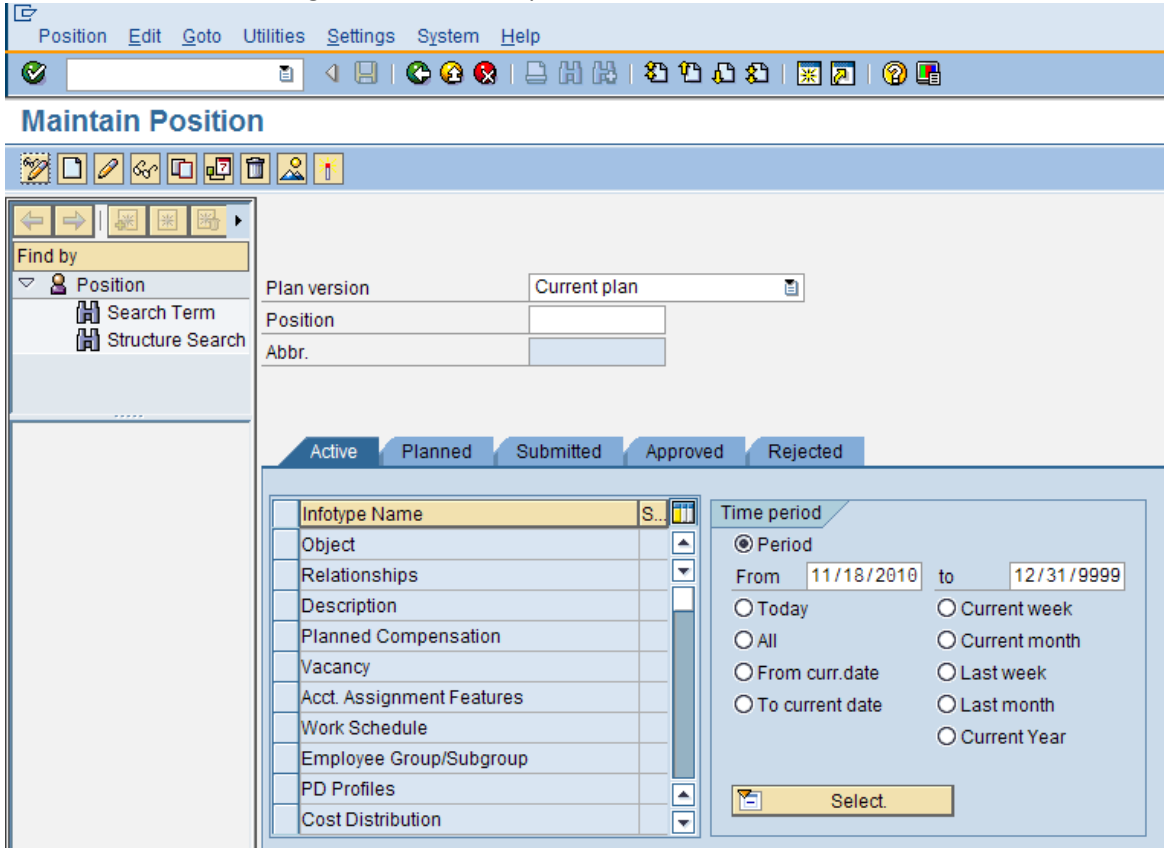 Position Edit Goto Utilities Settings System Help
Maintain Position
Find by
Position
Search Term
Structure Search
Plan version Current plan
Position
Abbr.
Active Planned Submitted Approved Rejected
Infotype Name S...
Object
Relationships
Description
Planned Compensation
Vacancy
Acct. Assignment Features
Work Schedule
Employee Group/Subgroup
PD Profiles
Cost Distribution
Time period
Period
From 11/18/2010 to 12/31/9999
Today Current week
All Current month
From curr.date Last week
To current date Last month
Current Year
Select.